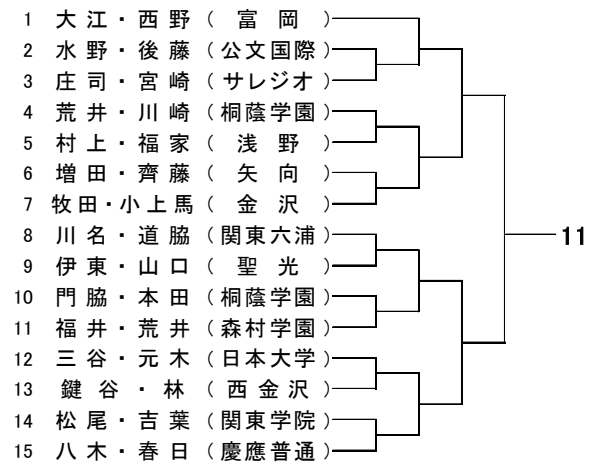 1 大江・西野 ( 富岡 )
2 水野・後藤 ( 公文国際 )
3 庄司・宮崎 ( サレジオ )
4 荒井・川崎 ( 桐蔭学園 )
5 村上・福家 ( 浅野 )
6 増田・齊藤 ( 矢向 )
7 牧田・小上馬 ( 金沢 )
8 川名・道脇 ( 関東六浦 )
11
9 伊東・山口 ( 聖光 )
10 門脇・本田 ( 桐蔭学園 )
11 福井・荒井 ( 森村学園 )
12 三谷・元木 ( 日本大学 )
13 鍵谷・林 ( 西金沢 )
14 松尾・吉葉 ( 関東学院 )
15 八木・春日 ( 慶應普通 )